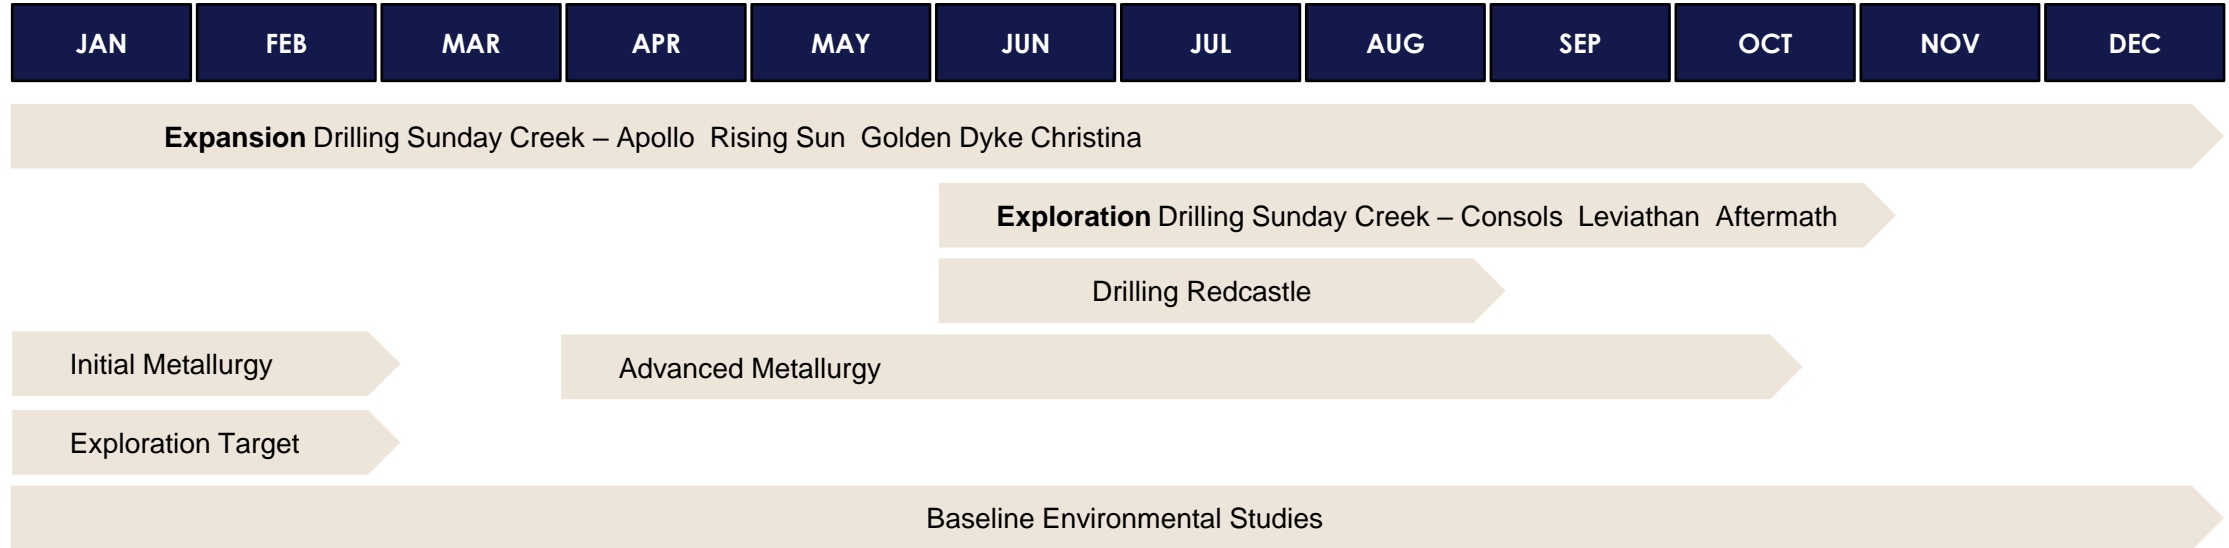 JAN FEB MAR APR MAY JUN JUL AUG SEP OCT NOV DEC
Expansion Drilling Sunday Creek – Apollo Rising Sun Golden Dyke Christina
Exploration Drilling Sunday Creek – Consols Leviathan Aftermath
Drilling Redcastle
Initial Metallurgy
Advanced Metallurgy
Exploration Target
Baseline Environmental Studies